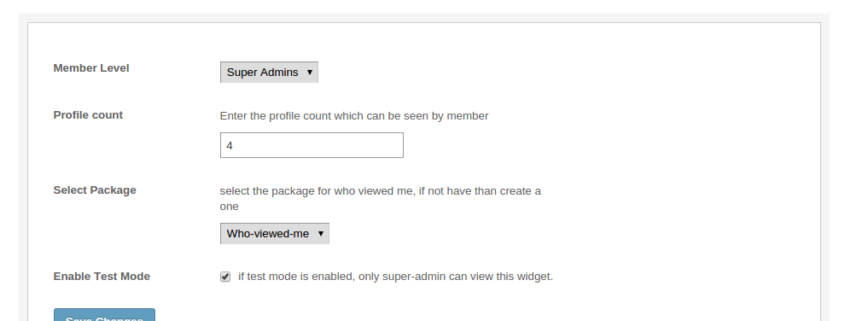 Member Level
Super Admins
Profile count
Enter the profile count which can be seen by member
4
Select Package
select the package for who viewed me, if not have than create a
one
Who-viewed-me
Enable Test Mode
if test mode is enabled, only super-admin can view this widget.
Save Changes